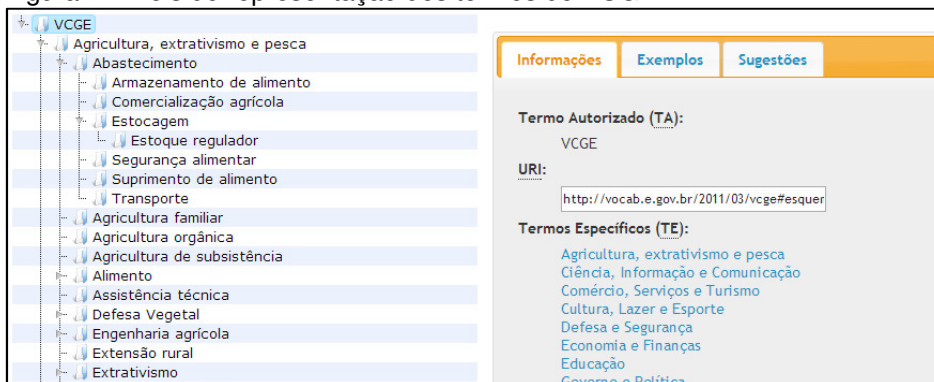 VCGE
Agricultura, extrativismo e pesca
Abastecimento
Armazenamento de alimento
Comercialização agrícola
Estocagem
Estoque regulador
Segurança alimentar
Suprimento de alimento
Transporte
Agricultura familiar
Agricultura orgânica
Agricultura de subsistência
Alimento
Assistência técnica
Defesa Vegetal
Engenharia agrícola
Extensão rural
Extrativismo
Informações Exemplos Sugestões
Termo Autorizado (TA):
VCGE
URI:
http://vocab.e.gov.br/2011/03/vcge#esquer
Termos Específicos (TE):
Agricultura, extrativismo e pesca
Ciência, Informação e Comunicação
Comércio, Serviços e Turismo
Cultura, Lazer e Esporte
Defesa e Segurança
Economia e Finanças
Educação
Governo e Política